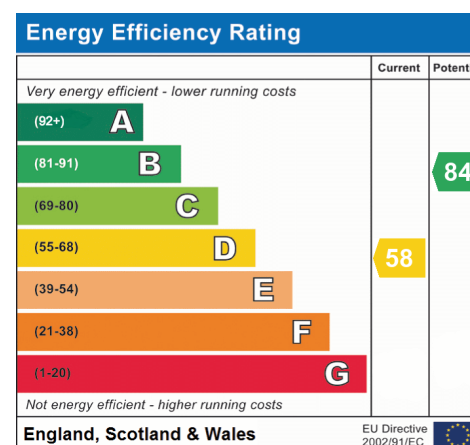 Energy Efficiency Rating
Current Potent
Very energy efficient - lower running costs
(92+) A
(81-91) B
84
(69-80) C
(55-68) D
58
(39-54) E
(21-38) F
(1-20) G
Not energy efficient - higher running costs
England, Scotland & Wales
EU Directive
2002/91/EC